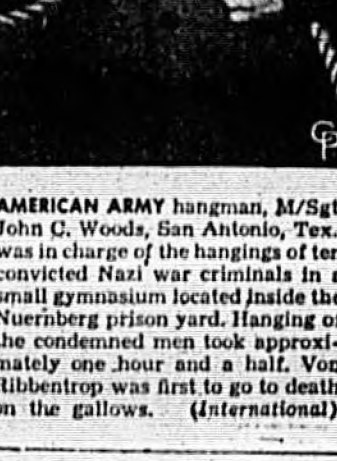 CP
AMERICAN ARMY hangman, M/Sgt
John C. Woods, San Antonio, Tex.
was in charge of the hangings of ten
convicted Nazi war criminals in a
small gymnasium located inside the
Nuernberg prison yard. Hanging of
the condemned men took approxi-
mately one hour and a half. Von
Ribbentrop was first to go to death
on the gallows. (International)